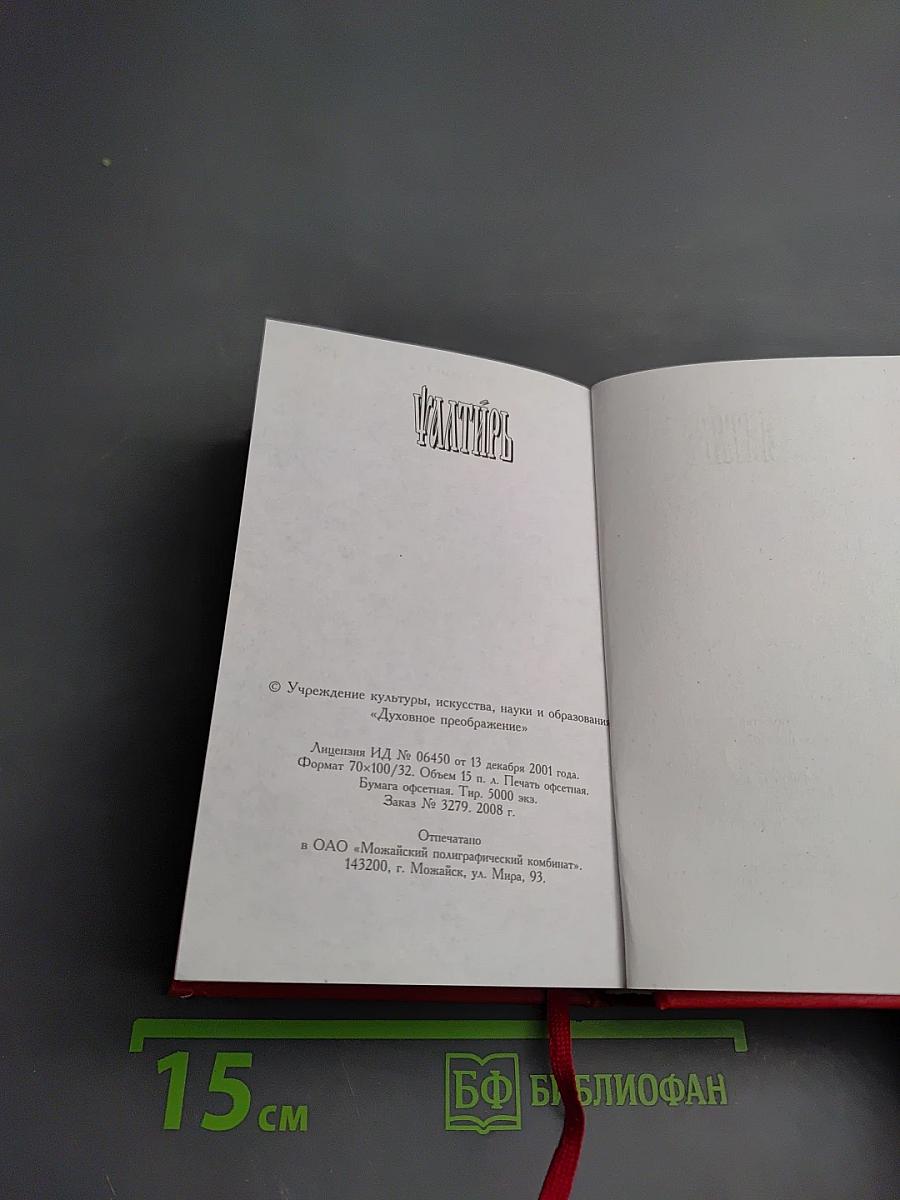 Ѱалти́рь
© Учреждение культуры, искусства, науки и образования
«Духовное преображение»
Лицензия ИД № 06450 от 13 декабря 2001 года.
Формат 70×100/32. Объем 15 п. л. Печать офсетная.
Бумага офсетная. Тир. 5000 экз.
Заказ № 3279. 2008 г.
Отпечатано
в ОАО «Можайский полиграфический комбинат».
143200, г. Можайск, ул. Мира, 93.
15 см
БФ БИБЛИОФАН